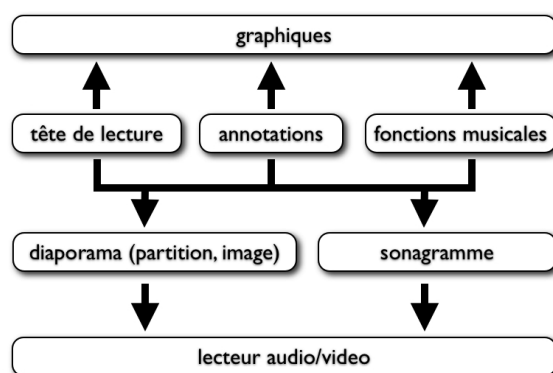 graphiques
tête de lecture
annotations
fonctions musicales
diaporama (partition, image)
sonagramme
lecteur audio/video